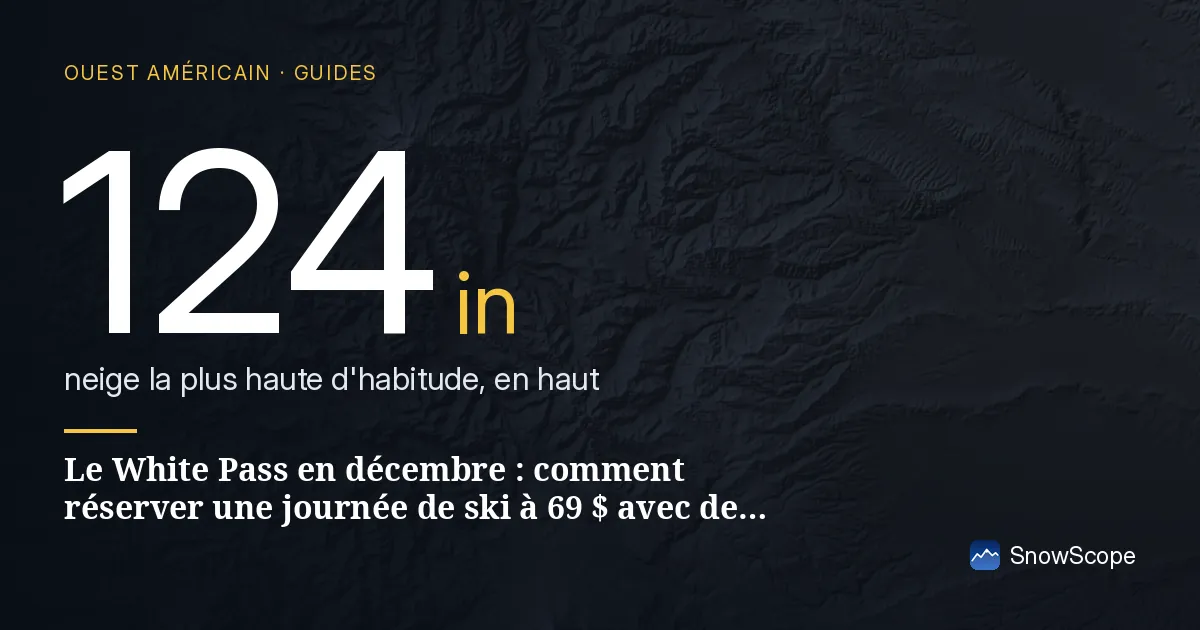 OUEST AMÉRICAIN · GUIDES
124 in
neige la plus haute d'habitude, en haut
Le White Pass en décembre : comment
réserver une journée de ski à 69 $ avec de...
SnowScope